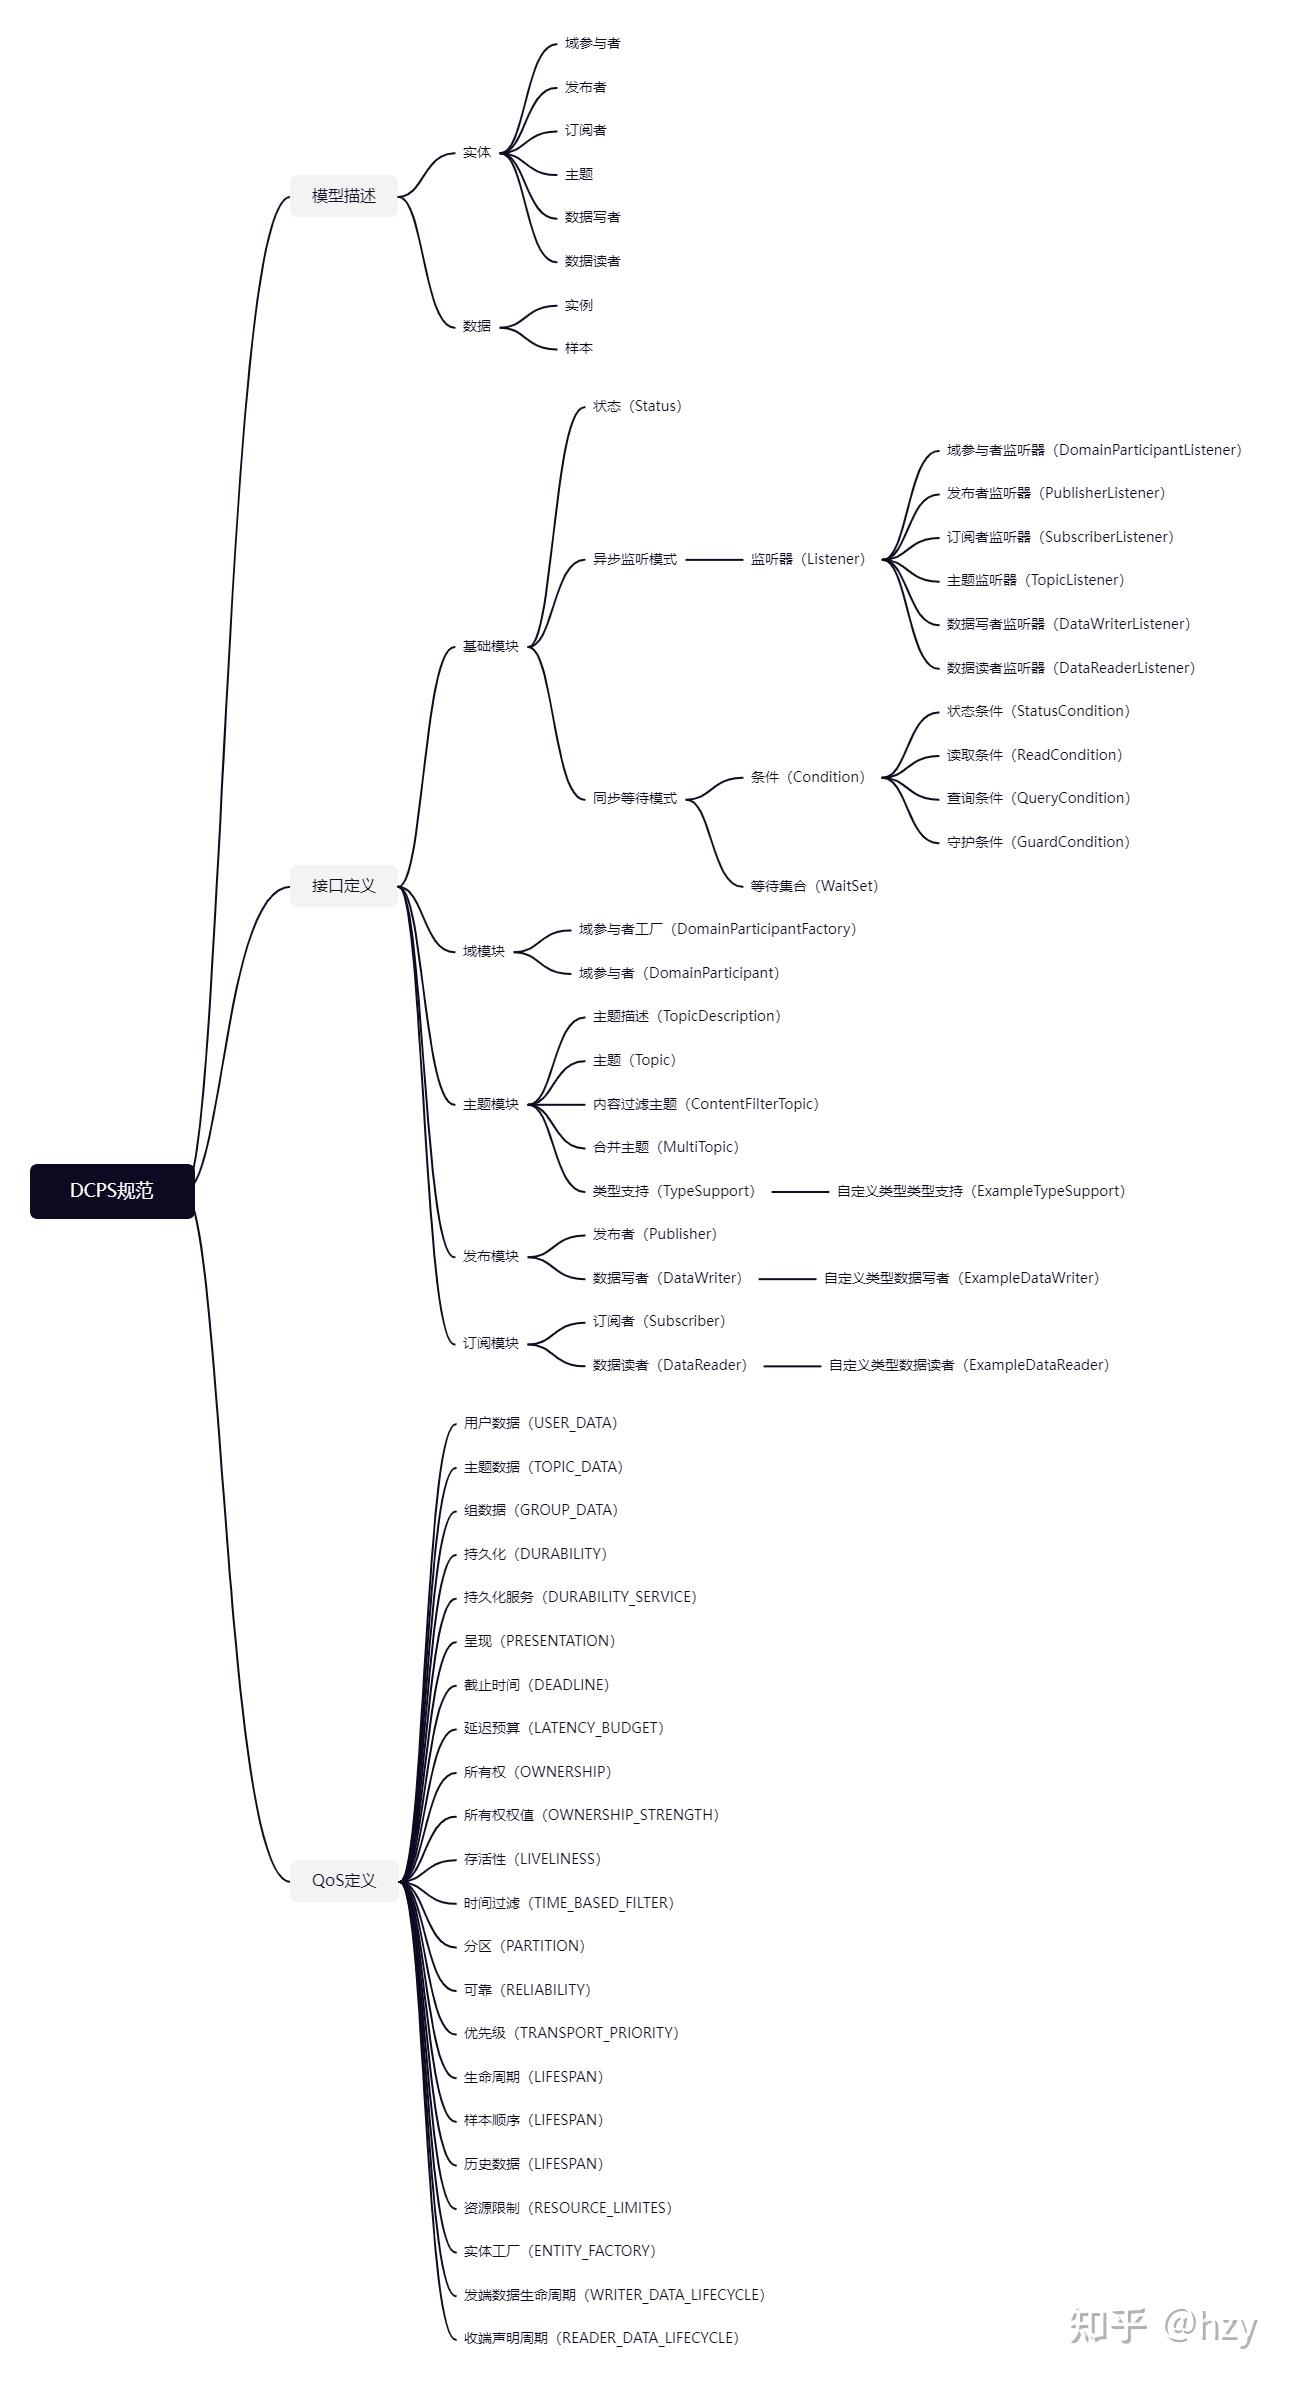 DCPS规范
模型描述
实体
域参与者
发布者
订阅者
主题
数据写者
数据读者
数据
实例
样本
接口定义
基础模块
状态（Status）
异步监听模式
监听器（Listener）
域参与者监听器（DomainParticipantListener）
发布者监听器（PublisherListener）
订阅者监听器（SubscriberListener）
主题监听器（TopicListener）
数据写者监听器（DataWriterListener）
数据读者监听器（DataReaderListener）
同步等待模式
条件（Condition）
状态条件（StatusCondition）
读取条件（ReadCondition）
查询条件（QueryCondition）
守护条件（GuardCondition）
等待集合（WaitSet）
域模块
域参与者工厂（DomainParticipantFactory）
域参与者（DomainParticipant）
主题模块
主题描述（TopicDescription）
主题（Topic）
内容过滤主题（ContentFilterTopic）
合并主题（MultiTopic）
类型支持（TypeSupport）
自定义类型类型支持（ExampleTypeSupport）
发布模块
发布者（Publisher）
数据写者（DataWriter）
自定义类型数据写者（ExampleDataWriter）
订阅模块
订阅者（Subscriber）
数据读者（DataReader）
自定义类型数据读者（ExampleDataReader）
QoS定义
用户数据（USER_DATA）
主题数据（TOPIC_DATA）
组数据（GROUP_DATA）
持久化（DURABILITY）
持久化服务（DURABILITY_SERVICE）
呈现（PRESENTATION）
截止时间（DEADLINE）
延迟预算（LATENCY_BUDGET）
所有权（OWNERSHIP）
所有权权值（OWNERSHIP_STRENGTH）
存活性（LIVELINESS）
时间过滤（TIME_BASED_FILTER）
分区（PARTITION）
可靠（RELIABILITY）
优先级（TRANSPORT_PRIORITY）
生命周期（LIFESPAN）
样本顺序（LIFESPAN）
历史数据（LIFESPAN）
资源限制（RESOURCE_LIMITES）
实体工厂（ENTITY_FACTORY）
发端数据生命周期（WRITER_DATA_LIFECYCLE）
收端声明周期（READER_DATA_LIFECYCLE）
知乎 @hzy